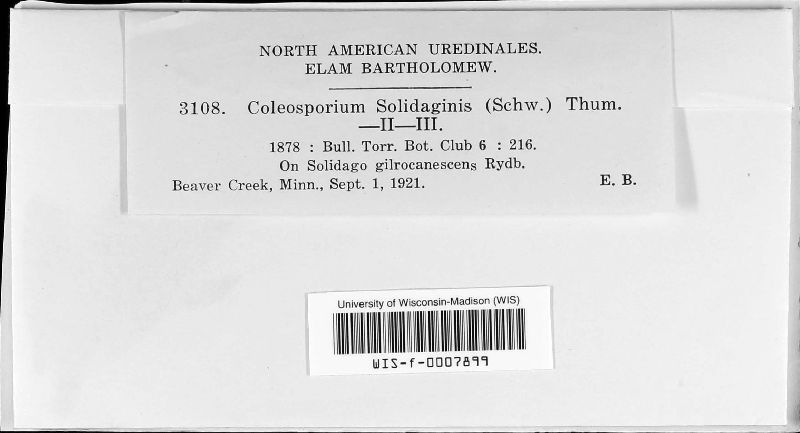 NORTH AMERICAN UREDINALES.
ELAM BARTHOLOMEW.
3108. Coleosporium Solidaginis (Schw.) Thum.
—II—III.
1878 : Bull. Torr. Bot. Club 6 : 216.
On Solidago gilrocanescens Rydb.
Beaver Creek, Minn., Sept. 1, 1921. E. B.
University of Wisconsin-Madison (WIS)
WIS-f-0007899